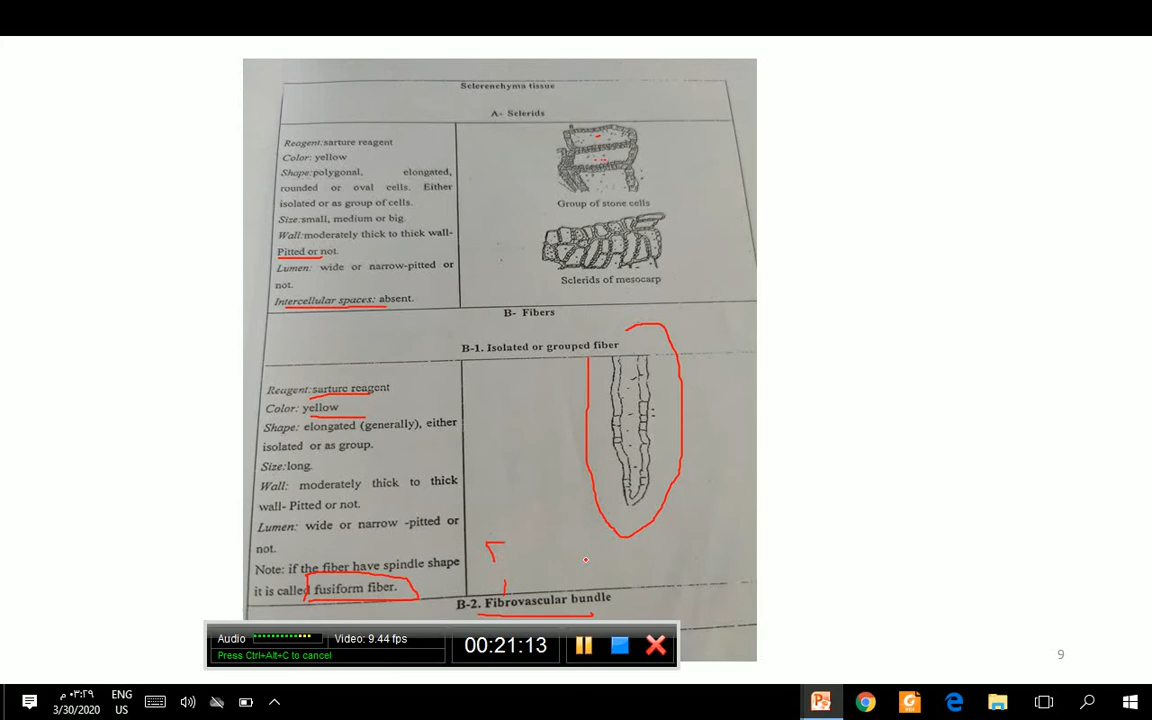 Sclerenchyma tissue
A- Sclerids
Reagent:sarture reagent
Color: yellow
Shape:polygonal, elongated,
rounded or oval cells. Either
isolated or as group of cells.
Size:small, medium or big.
Wall:moderately thick to thick wall-
Pitted or not.
Lumen: wide or narrow-pitted or
not.
Intercellular spaces: absent.
Group of stone cells
Sclerids of mesocarp
B- Fibers
B-1. Isolated or grouped fiber
Reagent:sarture reagent
Color: yellow
Shape: elongated (generally), either
isolated or as group.
Size:long.
Wall: moderately thick to thick
wall- Pitted or not.
Lumen: wide or narrow -pitted or
not.
Note: if the fiber have spindle shape
it is called fusiform fiber.
B-2. Fibrovascular bundle
Audio
Video: 9.44 fps
Press Ctrl+Alt+C to cancel
00:21:13
9
٠٣:٢٩ م
3/30/2020
ENG
US